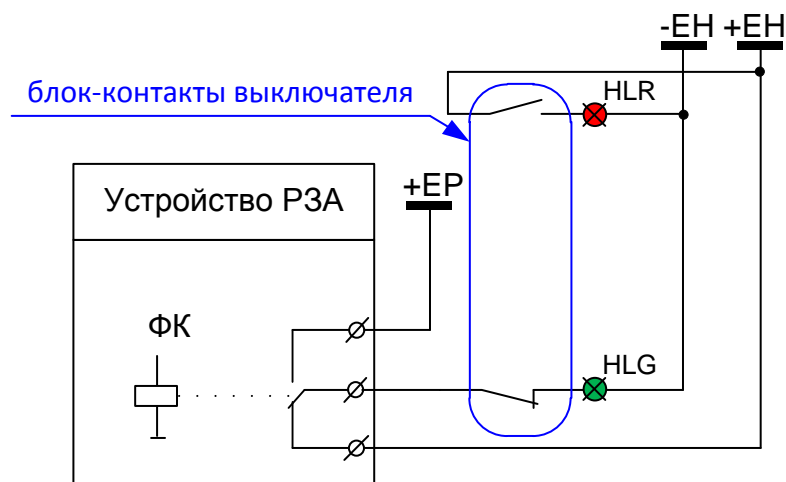 -EH +EH
блок-контакты выключателя
HLR
+EP
Устройство РЗА
ФК
HLG